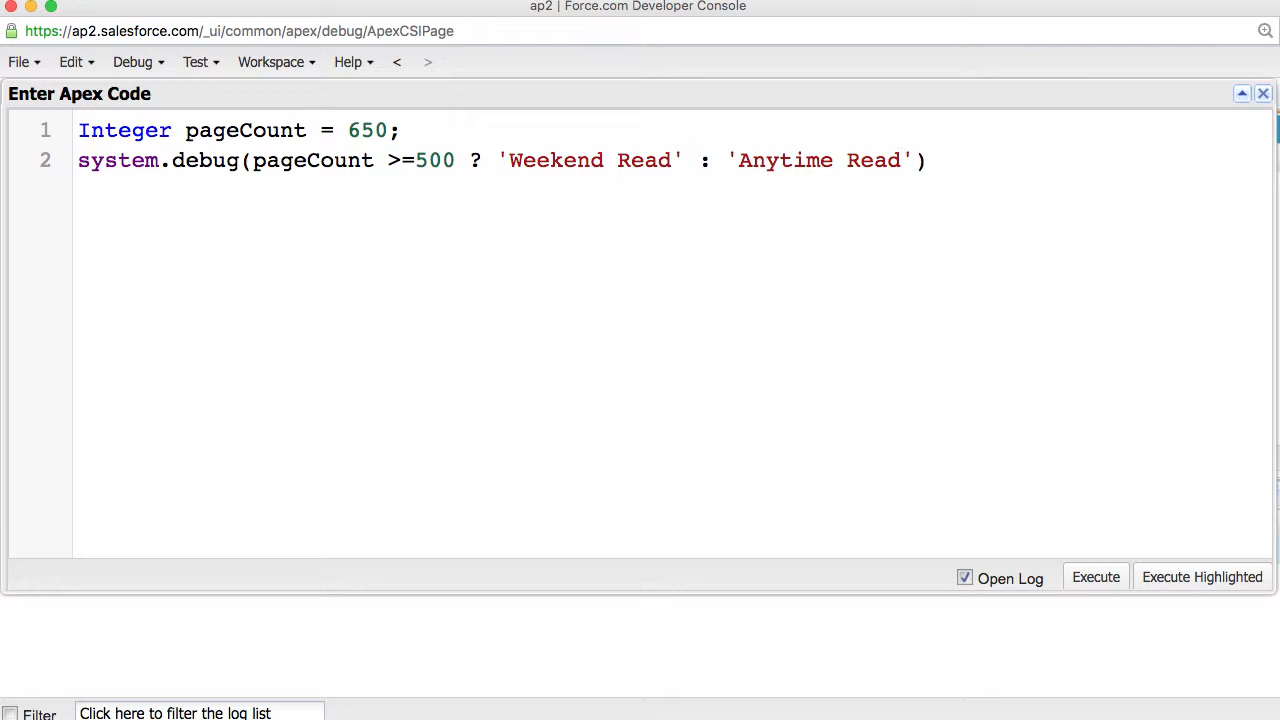 ap2 | Force.com Developer Console
https://ap2.salesforce.com/_ui/common/apex/debug/ApexCSIPage
File Edit Debug Test Workspace Help < >
Enter Apex Code
1 Integer pageCount = 650;
2 system.debug(pageCount >=500 ? 'Weekend Read' : 'Anytime Read')
Open Log Execute Execute Highlighted
Filter Click here to filter the log list